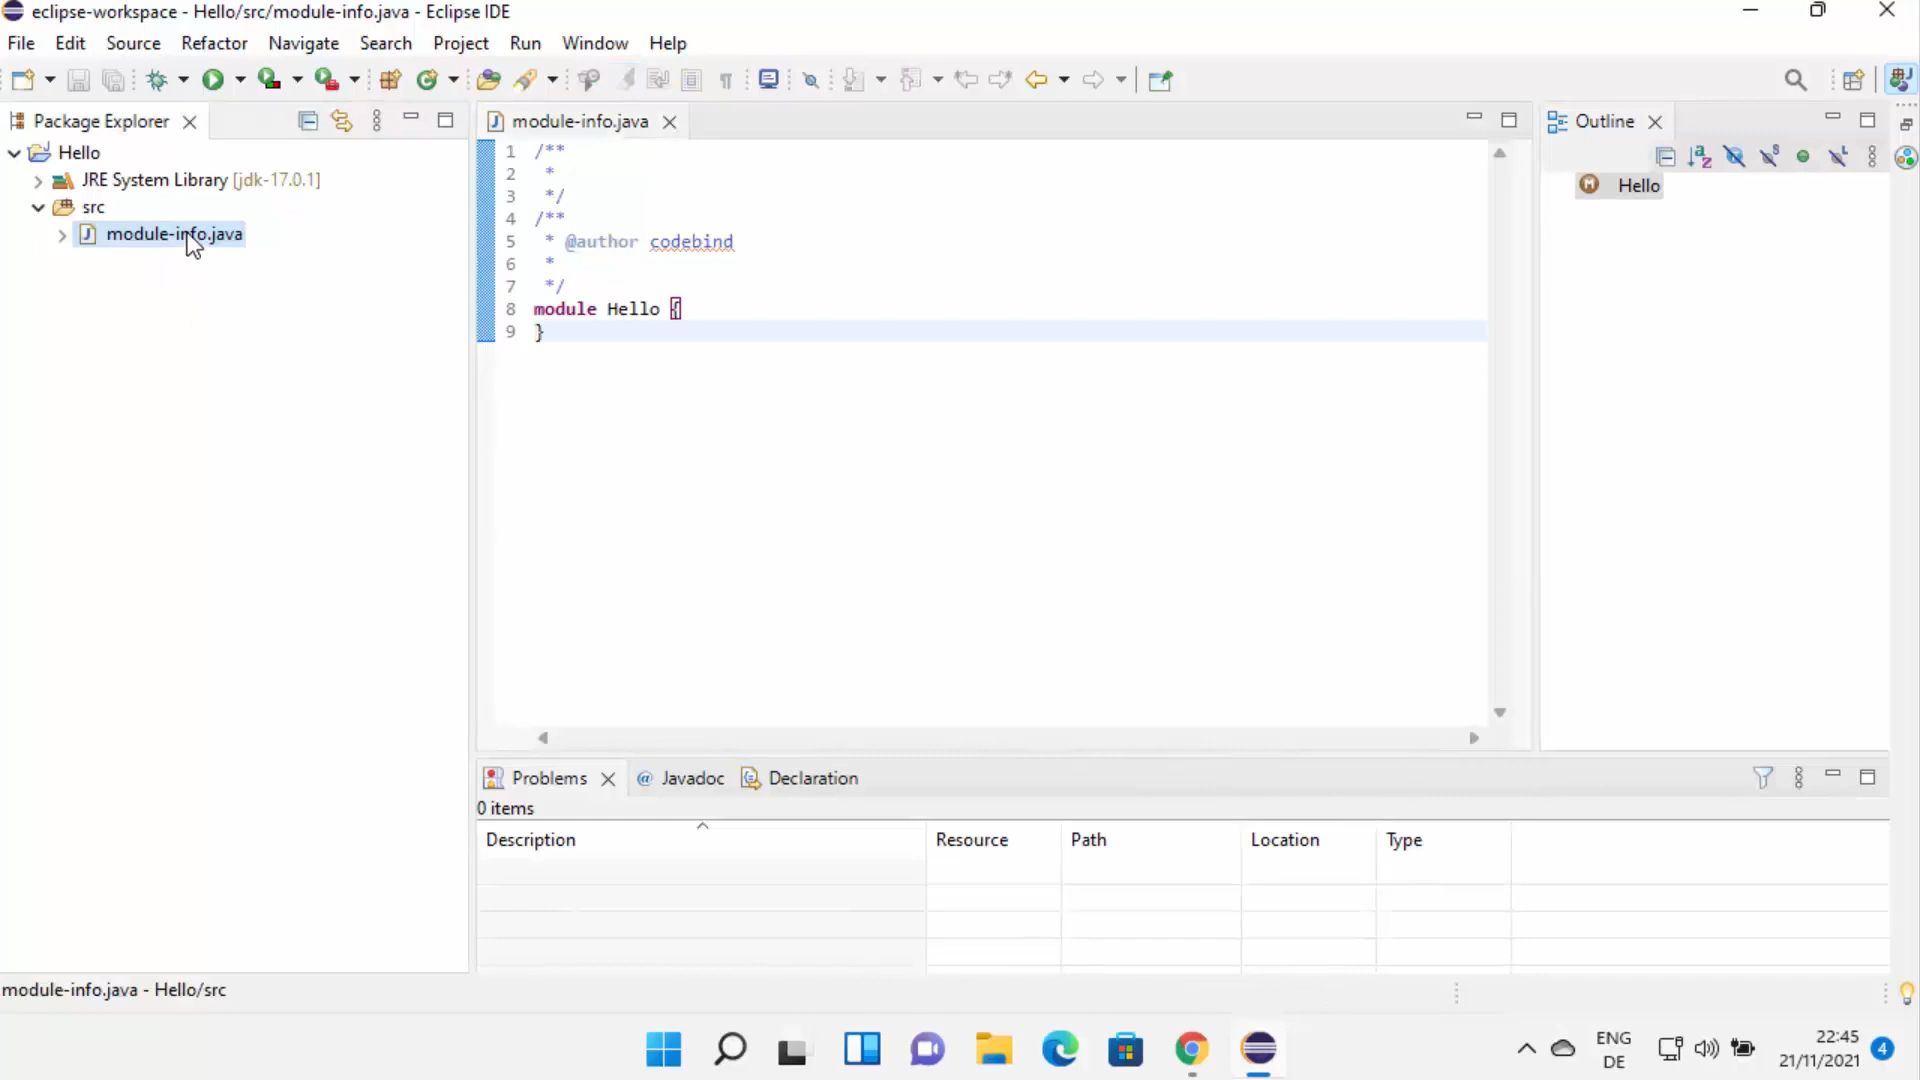 eclipse-workspace - Hello/src/module-info.java - Eclipse IDE
File Edit Source Refactor Navigate Search Project Run Window Help
Package Explorer
Hello
JRE System Library [jdk-17.0.1]
src
module-info.java
module-info.java
1 /**
2 *
3 */
4 /**
5 * @author codebind
6 *
7 */
8 module Hello {
9 }
Outline
Hello
Problems Javadoc Declaration
0 items
Description Resource Path Location Type
module-info.java - Hello/src
ENG
DE
22:45
21/11/2021
4